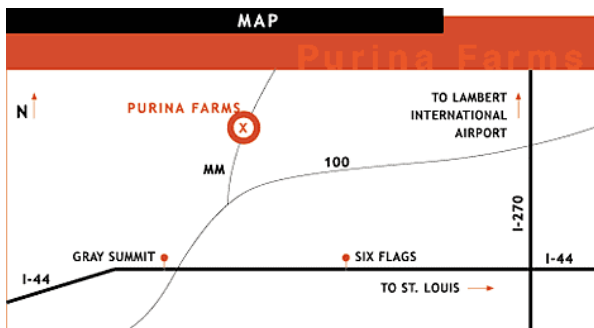 MAP
Purina Farms
N
PURINA FARMS
X
TO LAMBERT
INTERNATIONAL
AIRPORT
MM
100
I-270
GRAY SUMMIT
SIX FLAGS
I-44
I-44
TO ST. LOUIS